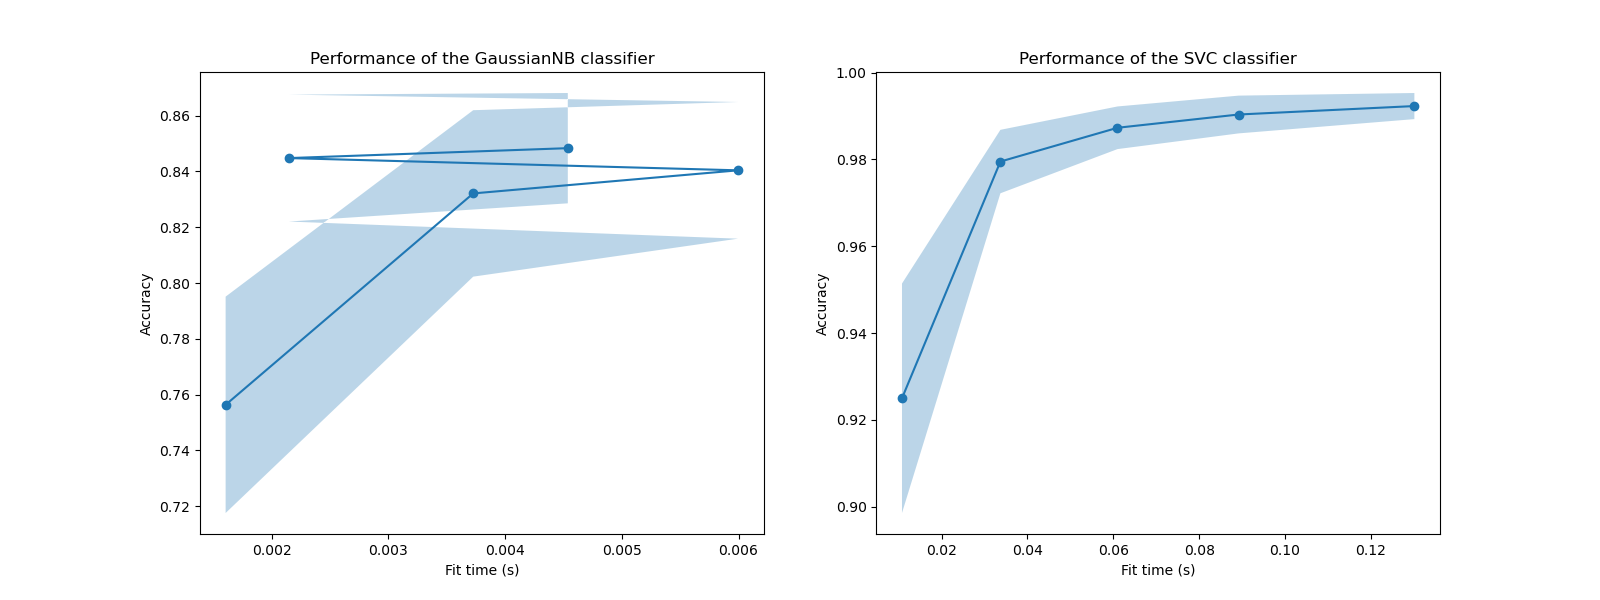 Performance of the GaussianNB classifier
0.86
0.84
0.82
0.80
0.78
0.76
0.74
0.72
Accuracy
0.002 0.003 0.004 0.005 0.006
Fit time (s)
Performance of the SVC classifier
1.00
0.98
0.96
0.94
0.92
0.90
Accuracy
0.02 0.04 0.06 0.08 0.10 0.12
Fit time (s)